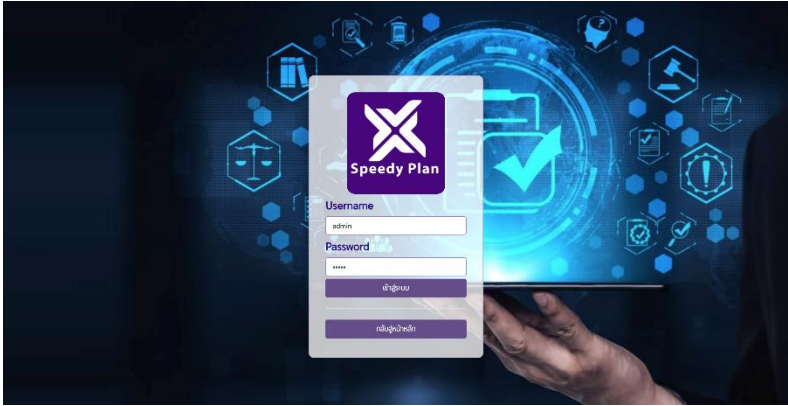 Speedy Plan
Username
admin
Password
•••••
เข้าสู่ระบบ
กลับสู่หน้าหลัก